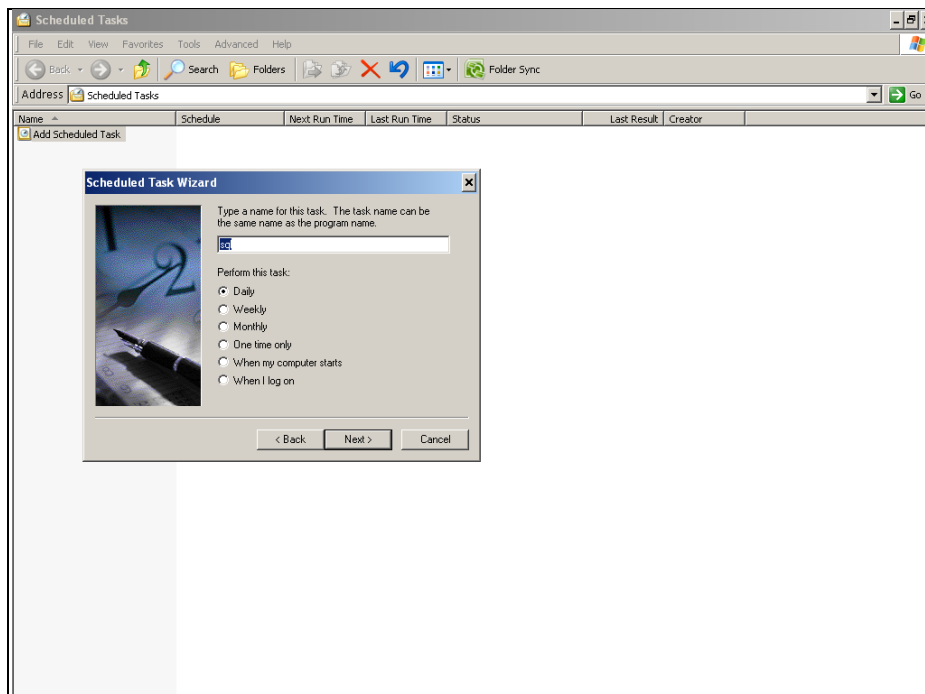 Scheduled Tasks
File Edit View Favorites Tools Advanced Help
Back Search Folders Folder Sync
Address Scheduled Tasks Go
Name Schedule Next Run Time Last Run Time Status Last Result Creator
Add Scheduled Task
Scheduled Task Wizard
Type a name for this task. The task name can be
the same name as the program name.
sql
Perform this task:
Daily
Weekly
Monthly
One time only
When my computer starts
When I log on
< Back Next > Cancel